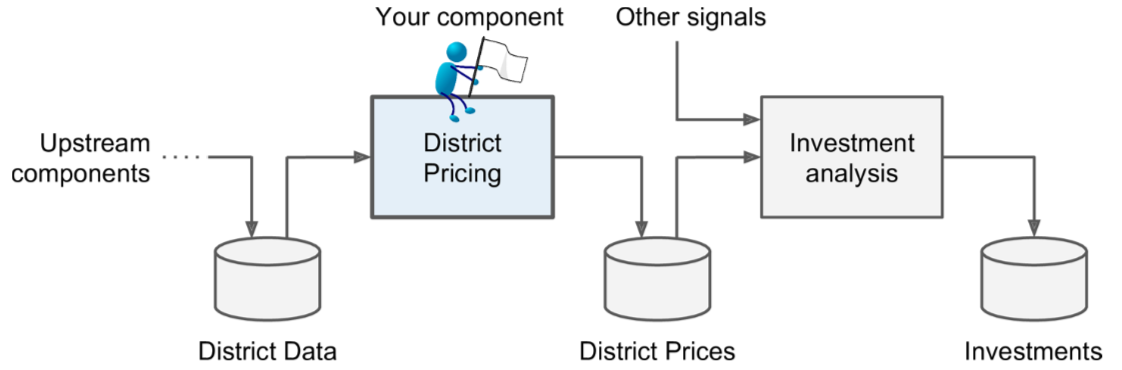 Your component
Other signals
Upstream
components
District
Pricing
Investment
analysis
District Data
District Prices
Investments